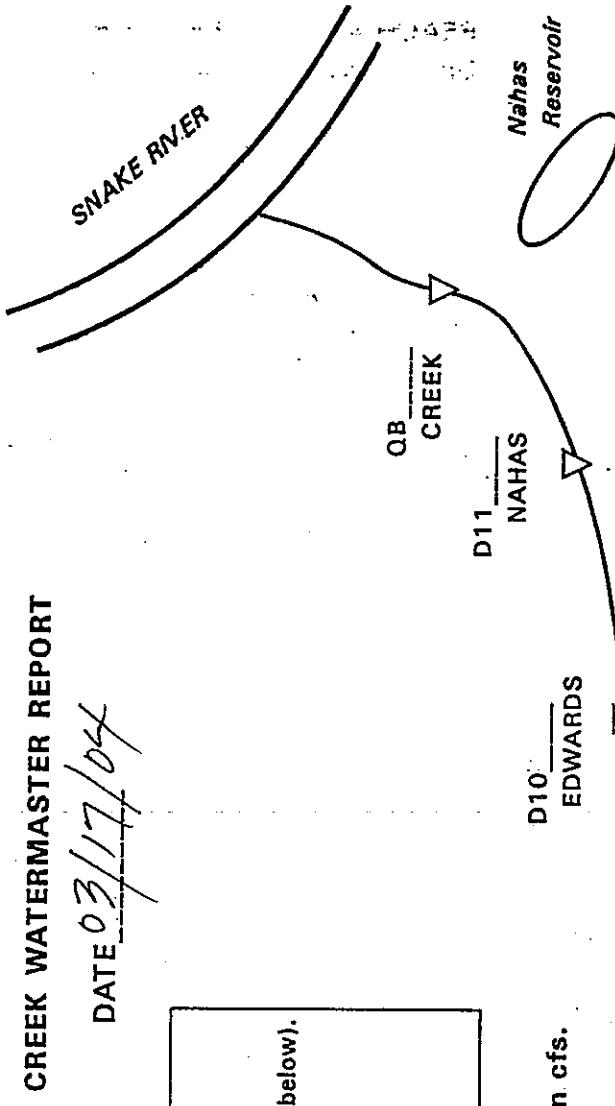 CREEK WATERMASTER REPORT
DATE 03/17/04
SNAKE RIVER
Nahas
Reservoir
QB
CREEK
D11
NAHAS
D10
EDWARDS
below).
n cfs.